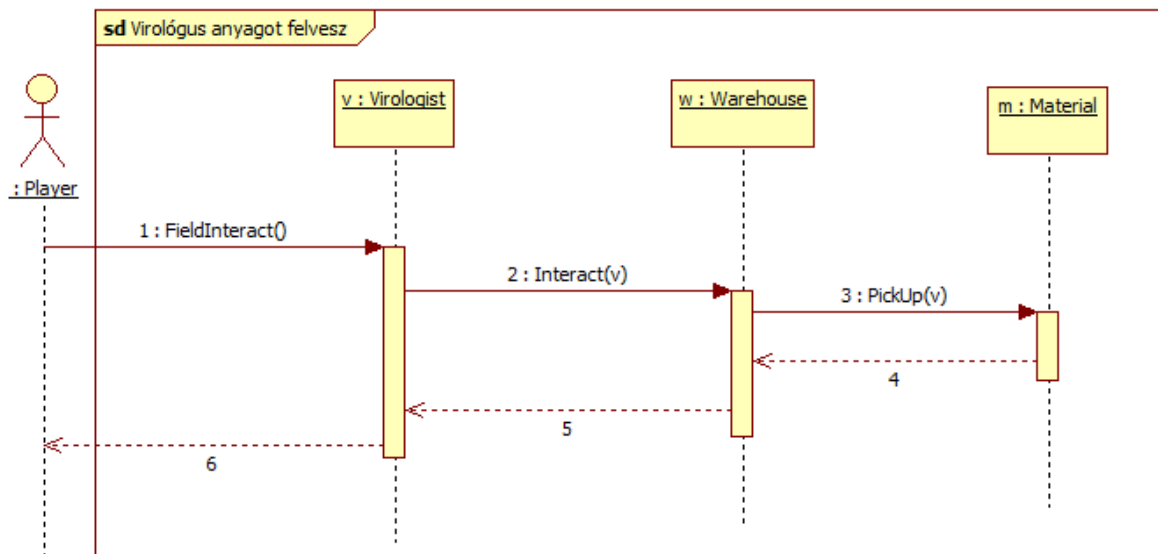 sd Virológus anyagot felvesz
v : Virologist
w : Warehouse
m : Material
: Player
1 : FieldInteract()
2 : Interact(v)
3 : PickUp(v)
4
5
6